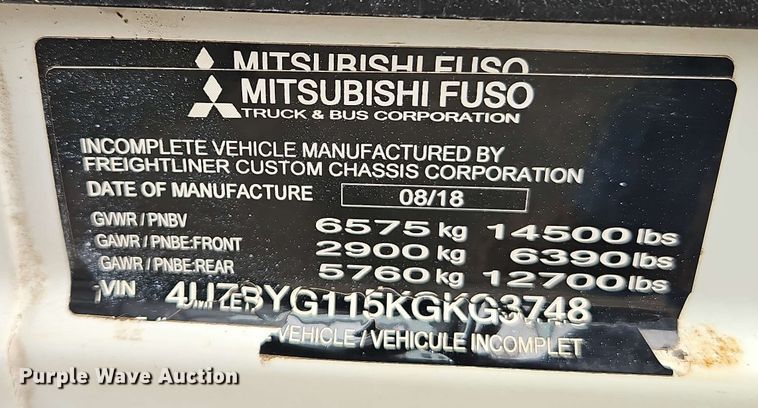 MITSUBISHI FUSO
MITSUBISHI FUSO
TRUCK & BUS CORPORATION
INCOMPLETE VEHICLE MANUFACTURED BY
FREIGHTLINER CUSTOM CHASSIS CORPORATION
DATE OF MANUFACTURE 08/18
GVWR / PNBV 6575 kg 14500 lbs
GAWR / PNBE:FRONT 2900 kg 6390 lbs
GAWR / PNBE:REAR 5760 kg 12700 lbs
VIN
VEHICLE / VEHICULE INCOMPLET
Purple Wave Auction